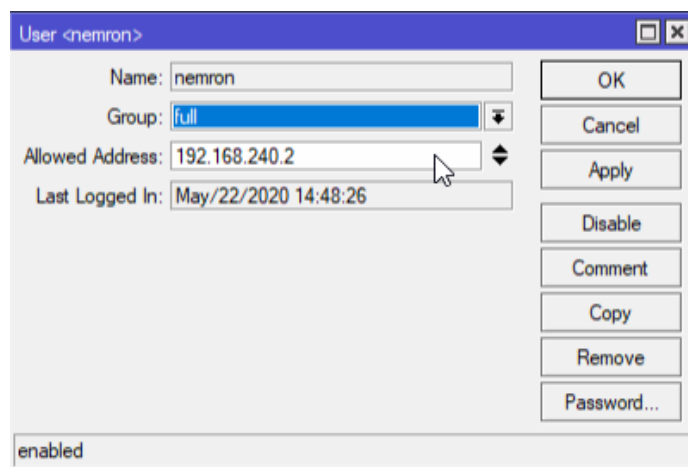 User <nemron>
Name: nemron
Group: full
Allowed Address: 192.168.240.2
Last Logged In: May/22/2020 14:48:26
OK
Cancel
Apply
Disable
Comment
Copy
Remove
Password...
enabled